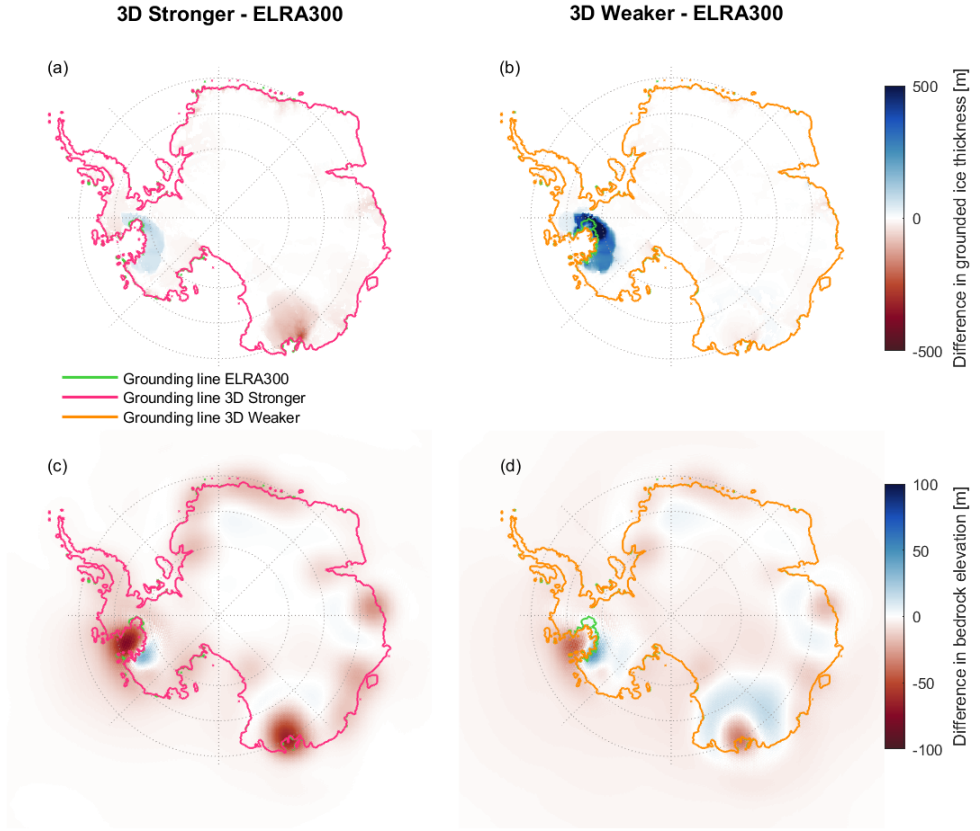 3D Stronger - ELRA300
3D Weaker - ELRA300
(a)
(b)
500
0
-500
Difference in grounded ice thickness [m]
Grounding line ELRA300
Grounding line 3D Stronger
Grounding line 3D Weaker
(c)
(d)
100
50
0
-50
-100
Difference in bedrock elevation [m]